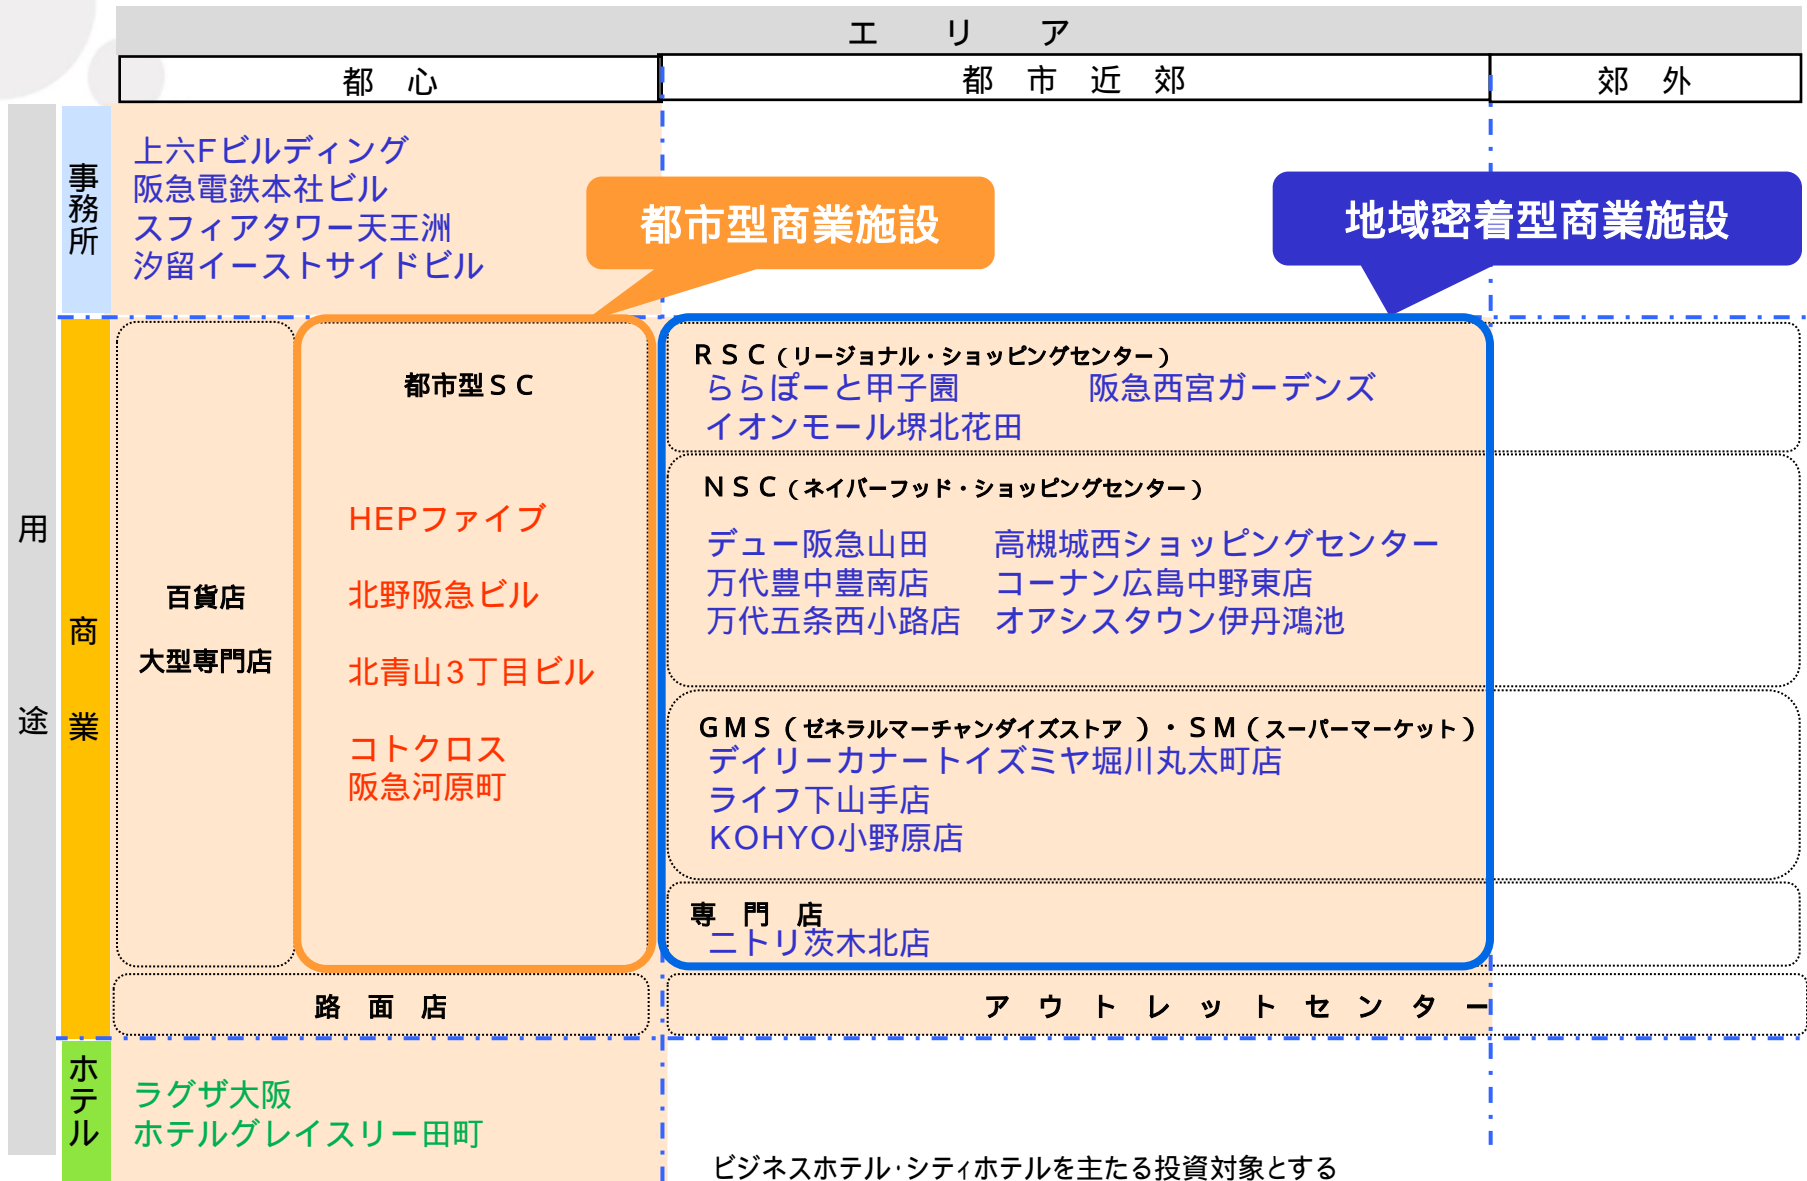 エ リ ア
都 心
都 市 近 郊
郊 外
用 途
事務所
上六Fビルディング
阪急電鉄本社ビル
スフィアタワー天王洲
汐留イーストサイドビル
都市型商業施設
地域密着型商業施設
商 業
百貨店
大型専門店
都市型SC
HEPファイブ
北野阪急ビル
北青山3丁目ビル
コトクロス
阪急河原町
RSC(リージョナル・ショッピングセンター)
ららぽーと甲子園 阪急西宮ガーデンズ
イオンモール堺北花田
NSC(ネイバーフッド・ショッピングセンター)
デュー阪急山田 高槻城西ショッピングセンター
万代豊中豊南店 コーナン広島中野東店
万代五条西小路店 オアシスタウン伊丹鴻池
GMS(ゼネラルマーチャンダイズストア)・SM(スーパーマーケット)
デイリーカナートイズミヤ堀川丸太町店
ライフ下山手店
KOHYO小野原店
専 門 店
ニトリ茨木北店
路 面 店
ア ウ ト レ ッ ト セ ン タ ー
ホテル
ラグザ大阪
ホテルグレイスリー田町
ビジネスホテル・シティホテルを主たる投資対象とする